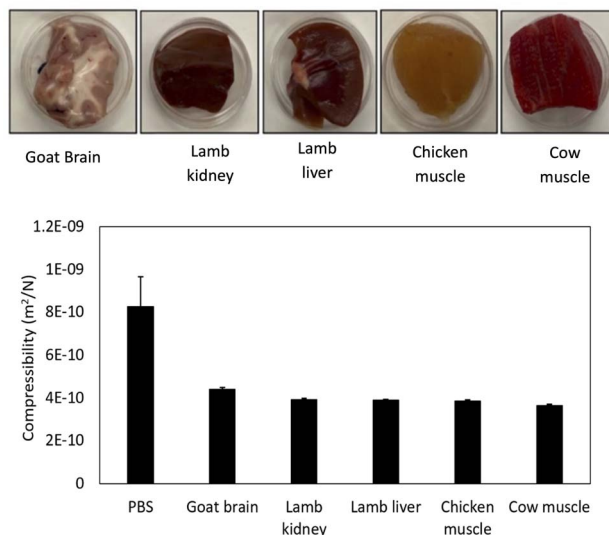 Goat Brain
Lamb
kidney
Lamb
liver
Chicken
muscle
Cow
muscle
Compressibility (m²/N)
1.2E-09
1E-09
8E-10
6E-10
4E-10
2E-10
0
PBS
Goat brain
Lamb
kidney
Lamb liver
Chicken
muscle
Cow muscle